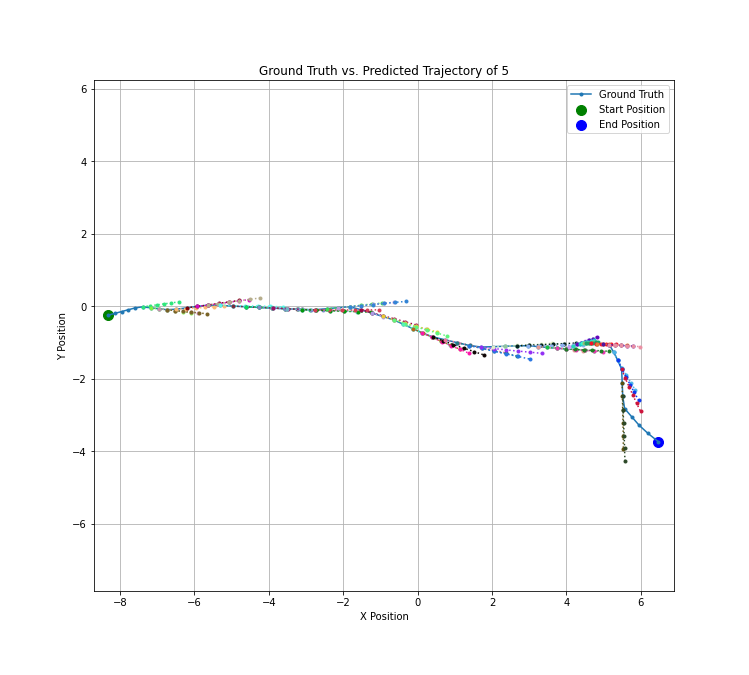 Ground Truth vs. Predicted Trajectory of 5
Ground Truth
Start Position
End Position
6
4
2
0
−2
−4
−6
Y Position
−8
−6
−4
−2
0
2
4
6
X Position